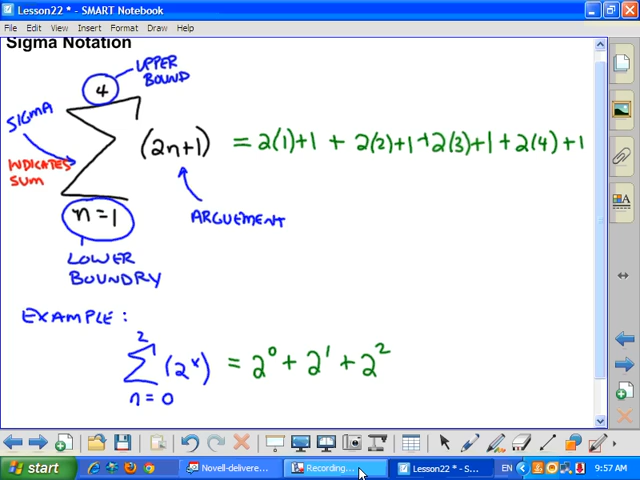 Lesson22 * - SMART Notebook
File Edit View Insert Format Draw Help
Sigma Notation
4
UPPER
BOUND
SIGMA
INDICATES
SUM
∑ (2n+1) = 2(1)+1 + 2(2)+1+2(3)+1+2(4)+1
n=1
ARGUEMENT
LOWER
BOUNDRY
EXAMPLE:
2
∑ (2ˣ) = 2⁰ + 2¹ + 2²
n = 0
start
Novell-delivere...
Recording...
Lesson22 * - S...
EN
9:57 AM